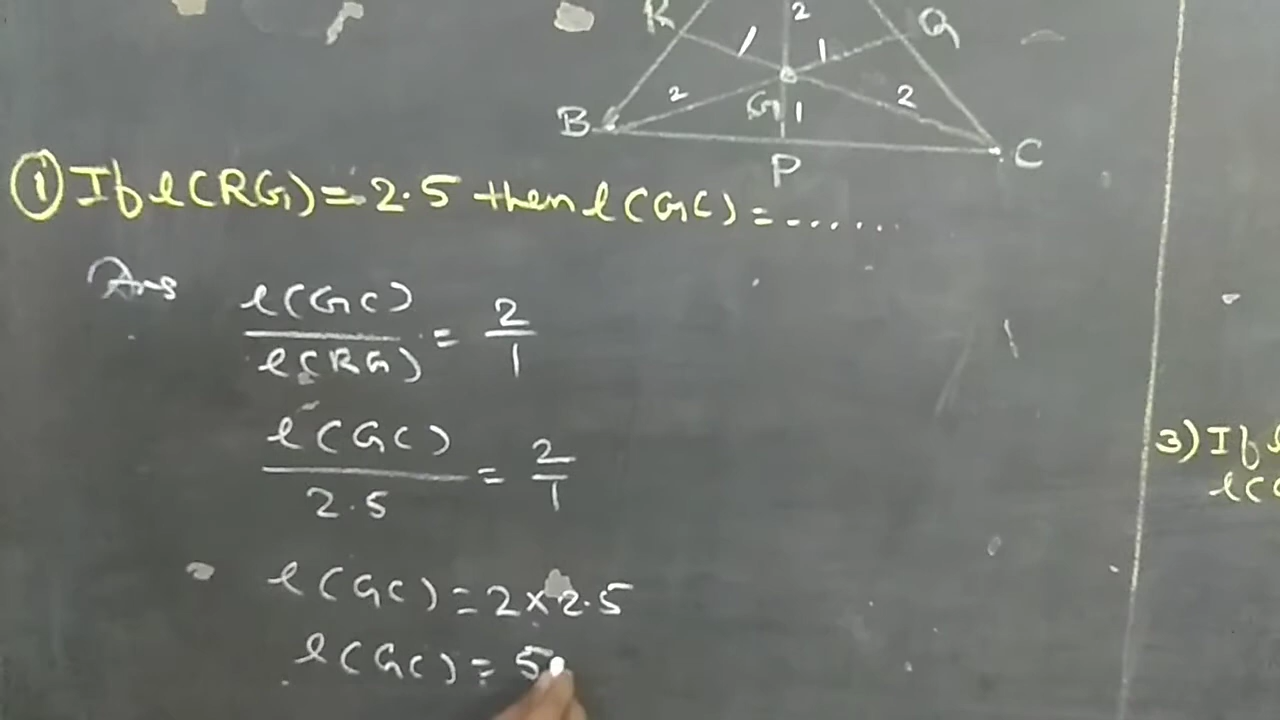 2
R
Q
1
1
2
2
G
1
B
C
P
① If l(RG) = 2.5 then l(GC) = .......
Ans
l(GC)
l(RG)
= 2
1
l(GC)
2.5
= 2
1
l(GC) = 2 × 2.5
l(GC) = 5
3) If l
l(G